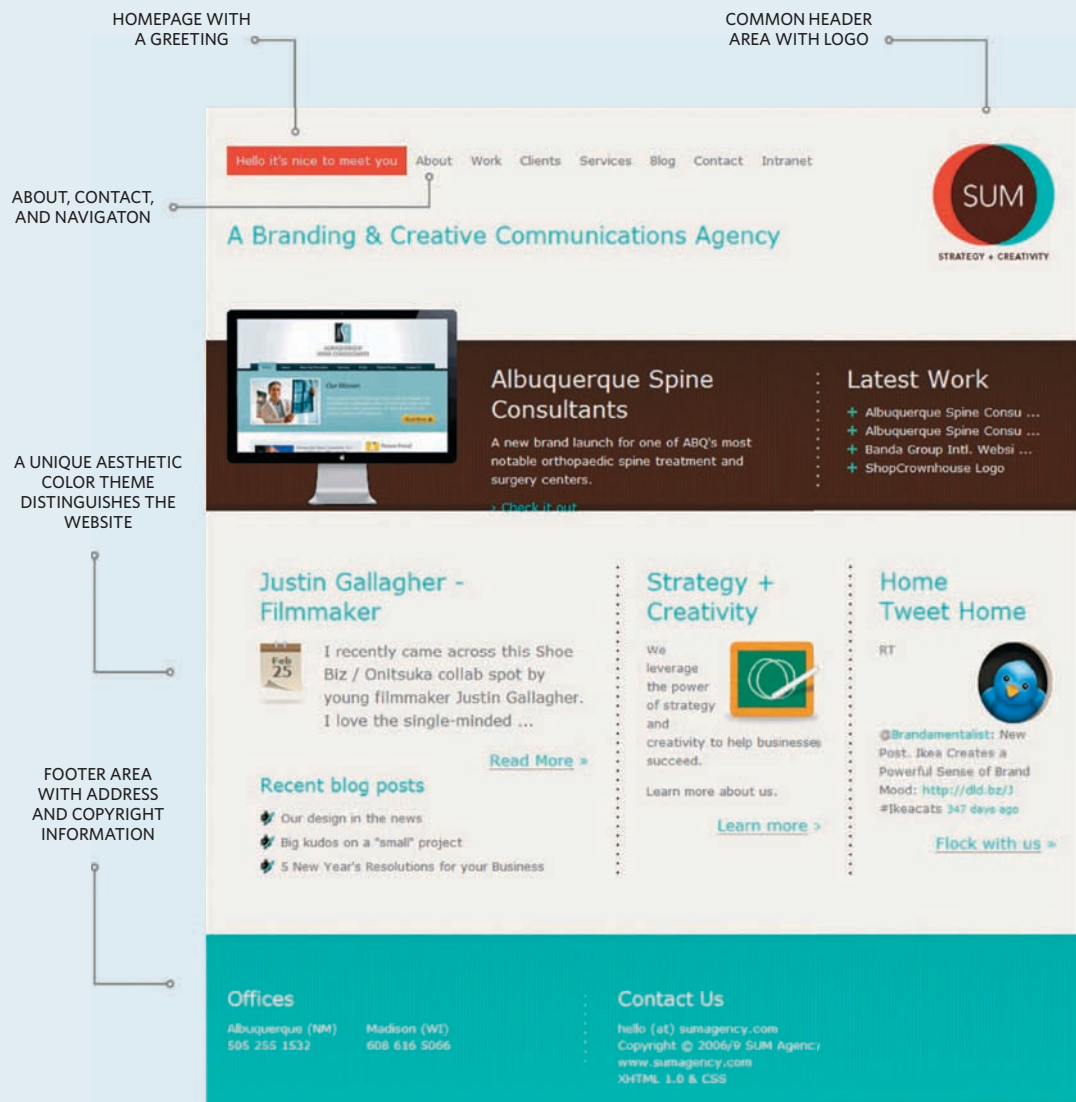 HOMEPAGE WITH
A GREETING
COMMON HEADER
AREA WITH LOGO
ABOUT, CONTACT,
AND NAVIGATON
A UNIQUE AESTHETIC
COLOR THEME
DISTINGUISHES THE
WEBSITE
FOOTER AREA
WITH ADDRESS
AND COPYRIGHT
INFORMATION
Hello it's nice to meet you About Work Clients Services Blog Contact Intranet
SUM
STRATEGY + CREATIVITY
A Branding & Creative Communications Agency
Our Mission
Albuquerque Spine
Consultants
A new brand launch for one of ABQ's most
notable orthopaedic spine treatment and
surgery centers.
› Check it out
Latest Work
+ Albuquerque Spine Consu ...
+ Albuquerque Spine Consu ...
+ Banda Group Intl. Websi ...
+ ShopCrownhouse Logo
Justin Gallagher -
Filmmaker
Feb
25
I recently came across this Shoe
Biz / Onitsuka collab spot by
young filmmaker Justin Gallagher.
I love the single-minded ...
Read More »
Recent blog posts
Our design in the news
Big kudos on a "small" project
5 New Year's Resolutions for your Business
Strategy +
Creativity
We
leverage
the power
of strategy
and
creativity to help businesses
succeed.
Learn more about us.
Learn more >
Home
Tweet Home
RT
@Brandamentalist: New
Post. Ikea Creates a
Powerful Sense of Brand
Mood: http://dld.bz/J
#Ikeacats 347 days ago
Flock with us »
Offices
Albuquerque (NM)
505 255 1532
Madison (WI)
608 616 5066
Contact Us
hello (at) sumagency.com
Copyright © 2006/9 SUM Agency
www.sumagency.com
XHTML 1.0 & CSS